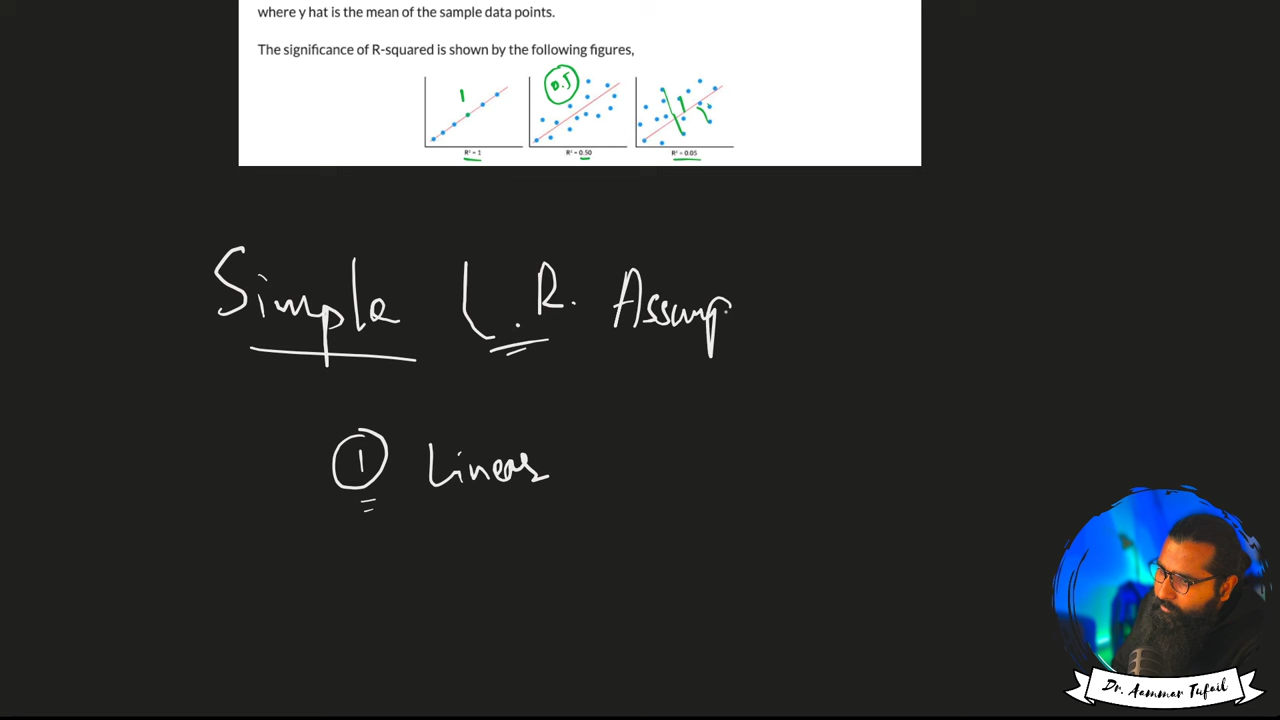 where y hat is the mean of the sample data points.
The significance of R-squared is shown by the following figures,
1
0.5
R² = 1
R² = 0.50
R² = 0.05
Simple L.R. Assump
① Linear
Dr. Aammar Tufail